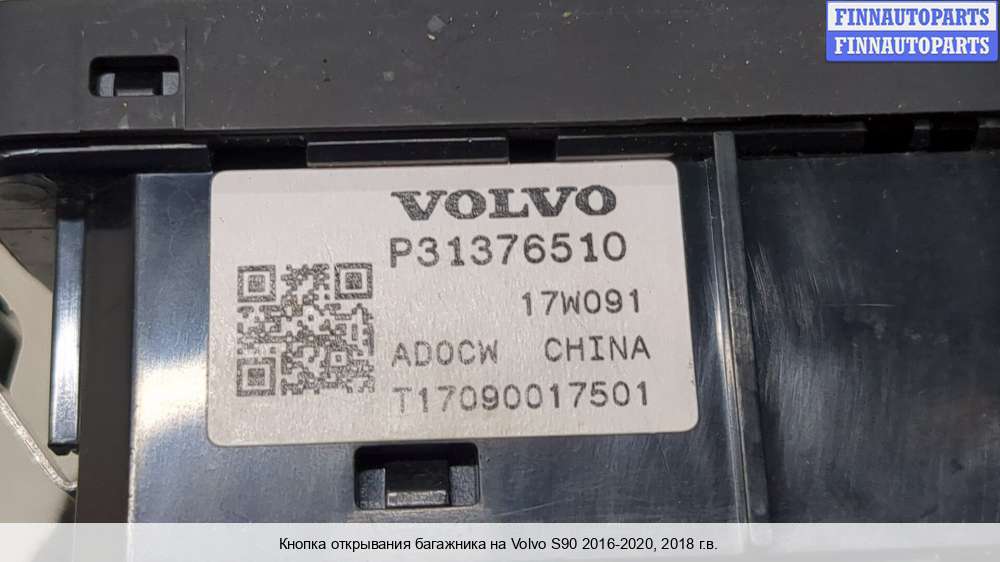 FINNAUTOPARTS
FINNAUTOPARTS
VOLVO
P31376510
17W091
ADOCW CHINA
T17090017501
Кнопка открывания багажника на Volvo S90 2016-2020, 2018 г.в.